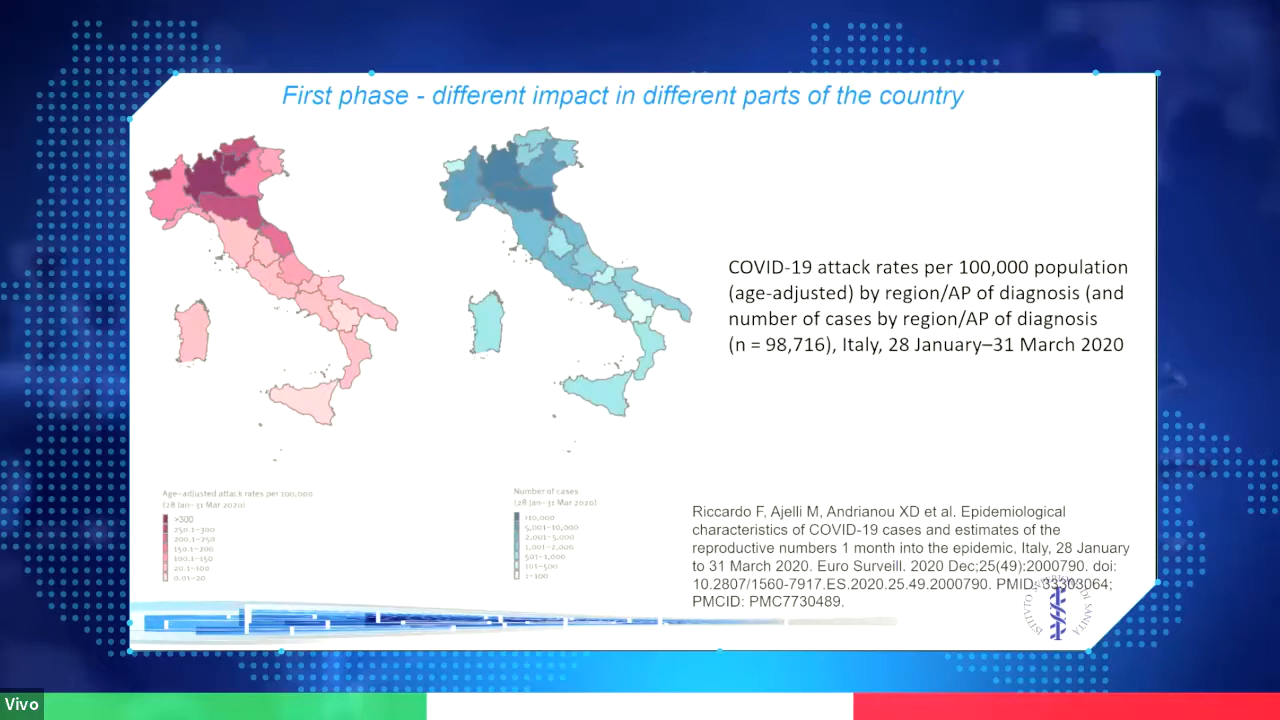 First phase - different impact in different parts of the country
COVID-19 attack rates per 100,000 population
(age-adjusted) by region/AP of diagnosis (and
number of cases by region/AP of diagnosis
(n = 98,716), Italy, 28 January–31 March 2020
Age-adjusted attack rates per 100,000
(28 Jan–31 Mar 2020)
>300
250.1–300
200.1–250
150.1–200
100.1–150
20.1–100
0.01–20
Number of cases
(28 Jan–31 Mar 2020)
>10,000
5,001–10,000
2,001–5,000
1,001–2,000
501–1,000
101–500
1–100
Riccardo F, Ajelli M, Andrianou XD et al. Epidemiological
characteristics of COVID-19 cases and estimates of the
reproductive numbers 1 month into the epidemic, Italy, 28 January
to 31 March 2020. Euro Surveill. 2020 Dec;25(49):2000790. doi:
10.2807/1560-7917.ES.2020.25.49.2000790. PMID: 33303064;
PMCID: PMC7730489.
ISTITUTO DI SANITÀ
Vivo